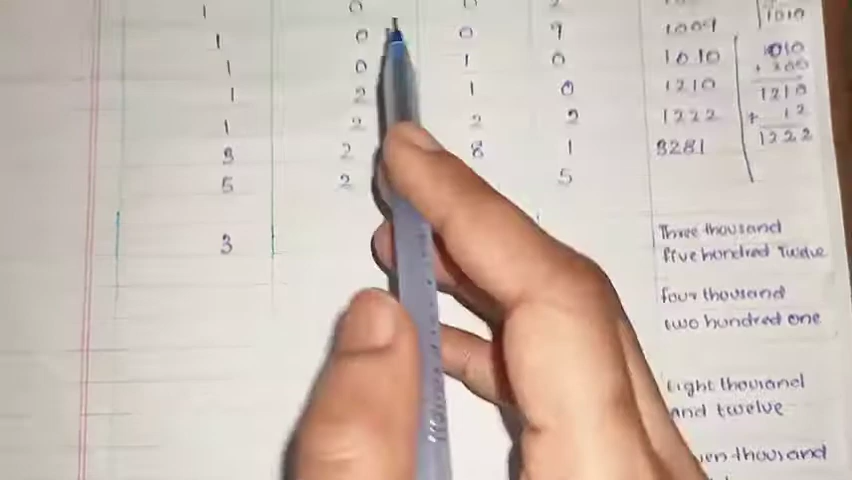 1 0 0 9 1009
1 0 1 0 1010
1 2 1 0 1210
1 2 2 2 1222
3 2 8 1 3281
5 2 5
3
1010
1010
+ 200
1210
+ 12
1222
Three thousand
five hundred Twelve
four thousand
two hundred one
Eight thousand
and twelve
thousand